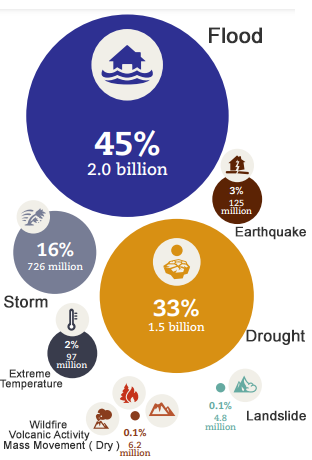 Flood
45%
2.0 billion
3%
125
million
Earthquake
16%
726 million
Storm
33%
1.5 billion
Drought
2%
97
million
Extreme
Temperature
0.1%
4.8
million
Landslide
Wildfire
Volcanic Activity
Mass Movement ( Dry )
0.1%
6.2
million